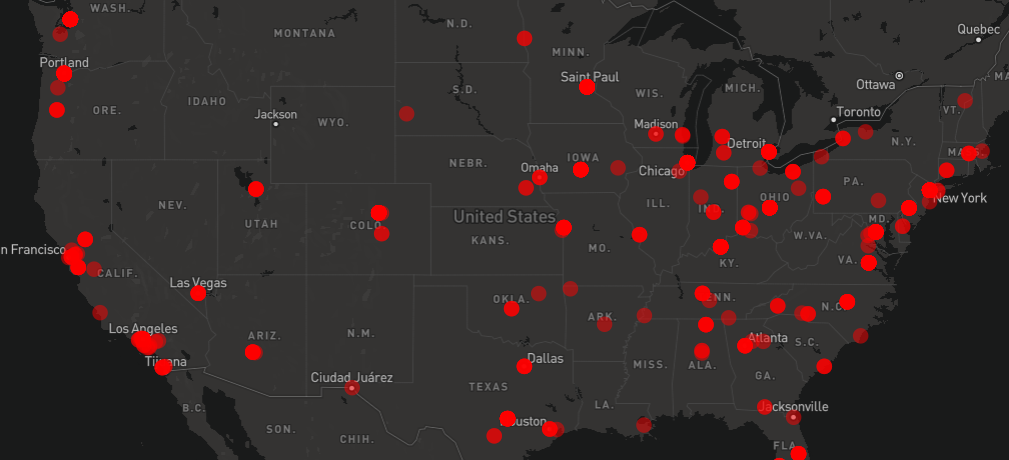 WASH.
N.D.
MONTANA
Quebec
MINN.
Portland
Saint Paul
Ottawa
S.D.
WIS.
MICH.
MA
IDAHO
ORE.
Jackson
WYO.
Toronto
VT.
Madison
Detroit
N.Y.
MAS
IOWA
NEBR.
Omaha
Chicago
PA.
NEV.
UTAH
COLO
ILL.
IND.
OHIO
New York
United States
MD.
KANS.
MO.
W.VA.
n Francisco
CALIF.
KY.
VA.
Las Vegas
OKLA.
ENN.
N.C.
ARK.
Los Angeles
ARIZ.
N.M.
Atlanta
S.C.
Tijuana
Dallas
MISS.
ALA.
GA.
Ciudad Juárez
TEXAS
B.C.
LA.
Jacksonville
Houston
SON.
CHIH.
FLA